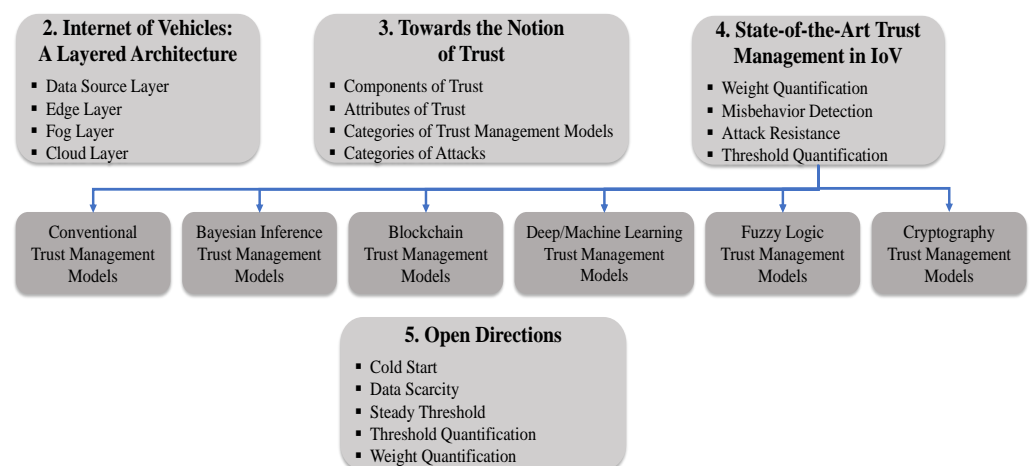 2. Internet of Vehicles:
A Layered Architecture
▪ Data Source Layer
▪ Edge Layer
▪ Fog Layer
▪ Cloud Layer
3. Towards the Notion
of Trust
▪ Components of Trust
▪ Attributes of Trust
▪ Categories of Trust Management Models
▪ Categories of Attacks
4. State-of-the-Art Trust
Management in IoV
▪ Weight Quantification
▪ Misbehavior Detection
▪ Attack Resistance
▪ Threshold Quantification
Conventional
Trust Management
Models
Bayesian Inference
Trust Management
Models
Blockchain
Trust Management
Models
Deep/Machine Learning
Trust Management
Models
Fuzzy Logic
Trust Management
Models
Cryptography
Trust Management
Models
5. Open Directions
▪ Cold Start
▪ Data Scarcity
▪ Steady Threshold
▪ Threshold Quantification
▪ Weight Quantification